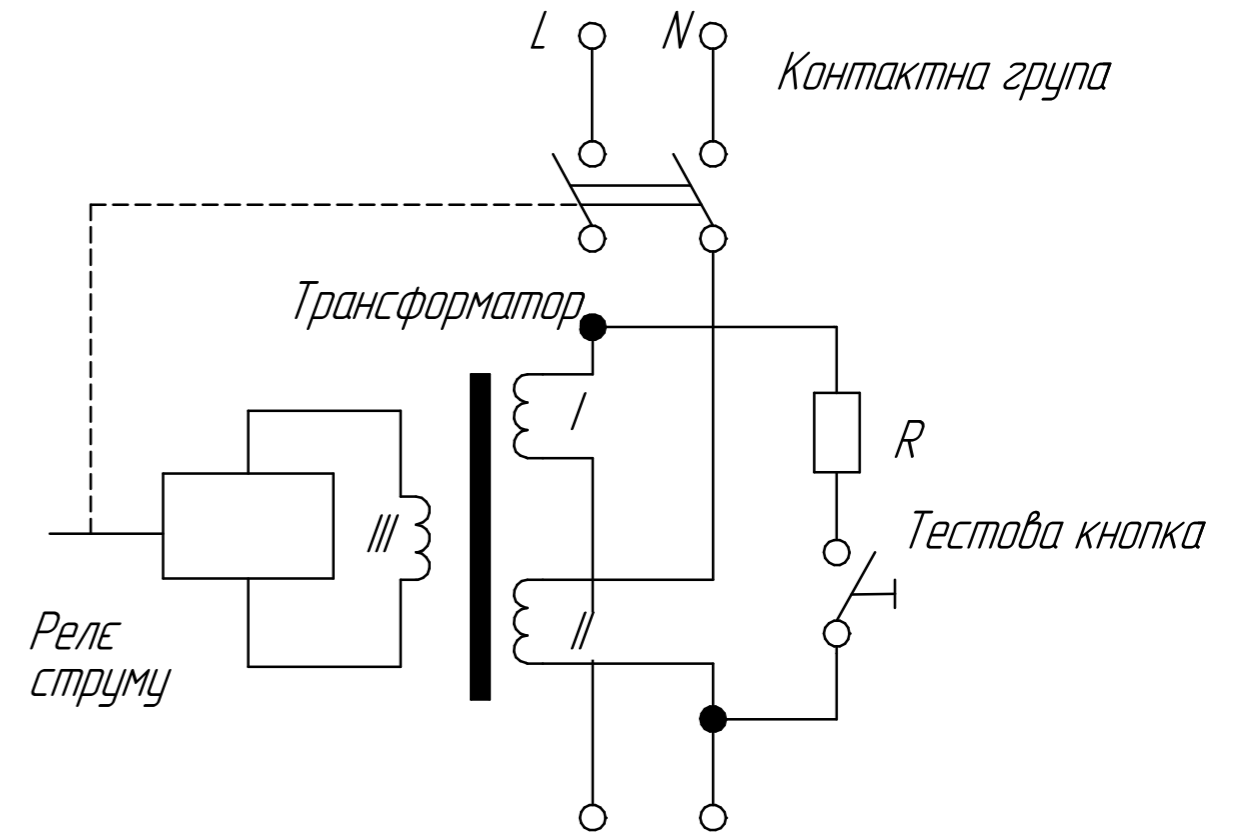 L N
Контактна група
Трансформатор
I
R
III
Тестова кнопка
II
Реле
струму